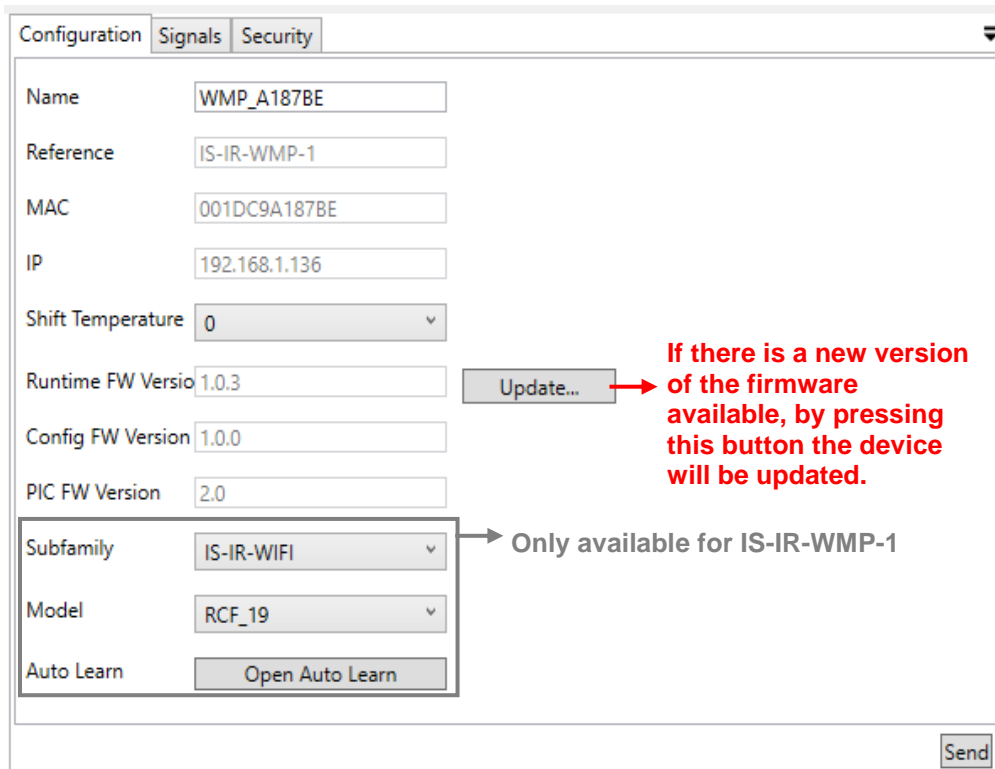 Configuration Signals Security
Name WMP_A187BE
Reference IS-IR-WMP-1
MAC 001DC9A187BE
IP 192.168.1.136
Shift Temperature 0
Runtime FW Versio 1.0.3 Update...
If there is a new version
of the firmware
available, by pressing
this button the device
will be updated.
Config FW Version 1.0.0
PIC FW Version 2.0
Subfamily IS-IR-WIFI
Only available for IS-IR-WMP-1
Model RCF_19
Auto Learn Open Auto Learn
Send